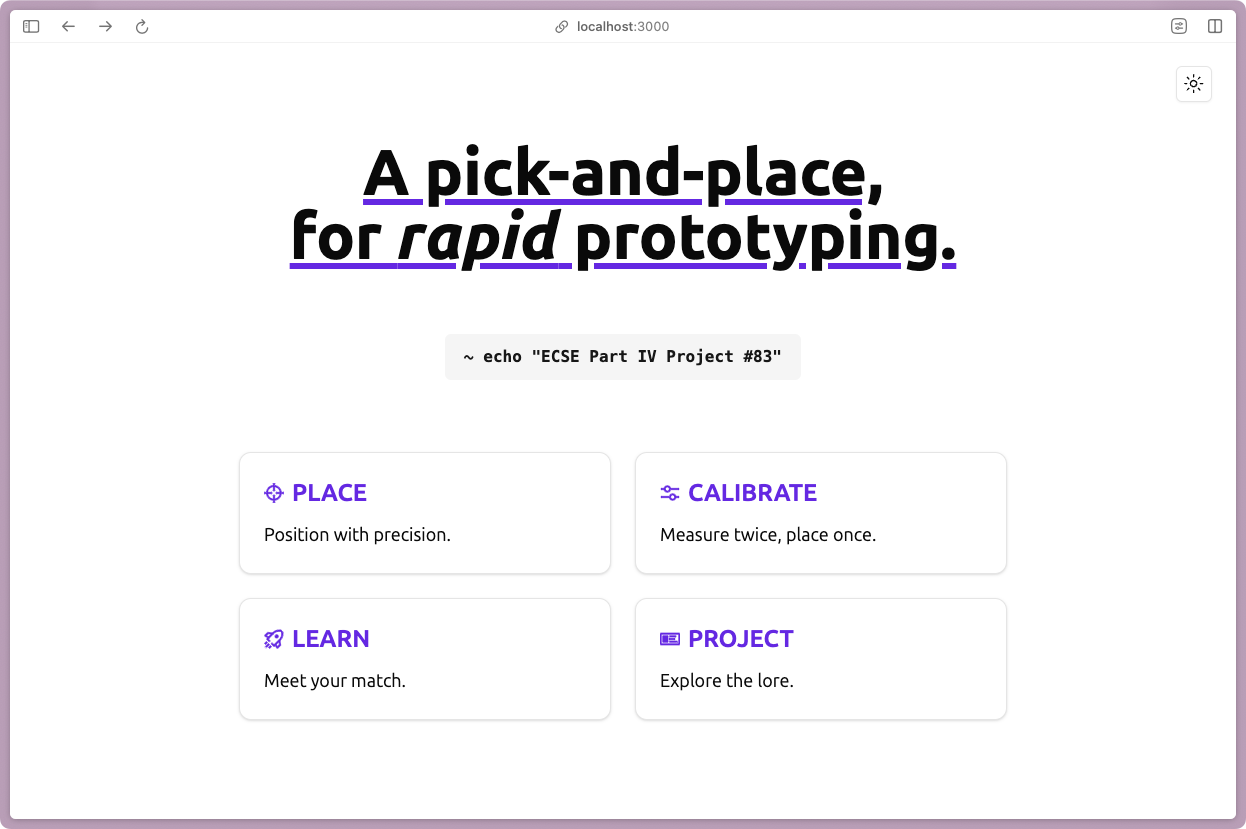 localhost:3000
A pick-and-place,
for rapid prototyping.
~ echo "ECSE Part IV Project #83"
PLACE
Position with precision.
CALIBRATE
Measure twice, place once.
LEARN
Meet your match.
PROJECT
Explore the lore.